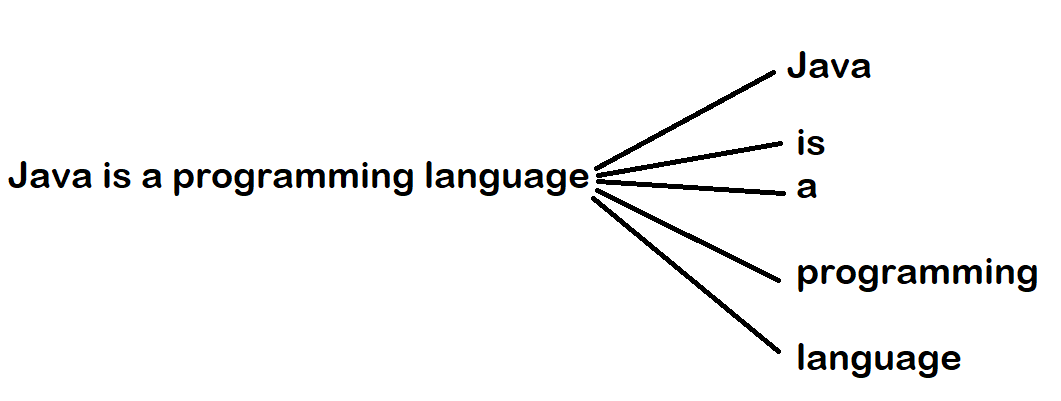 Java is a programming language
Java
is
a
programming
language